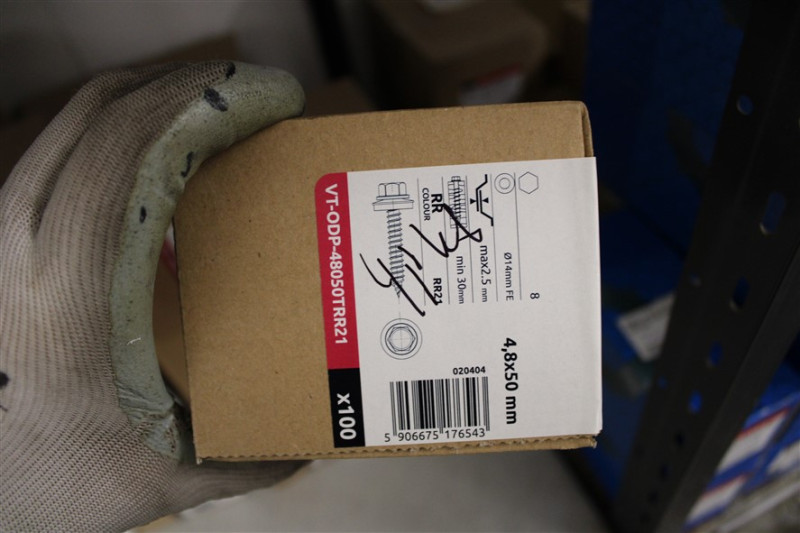 VT-ODP-48050TRR21
x100
COLOUR
RR
RR21
min 30mm
max2,5 mm
Ø14mm FE
8
4,8x50 mm
020404
5 906675 176543